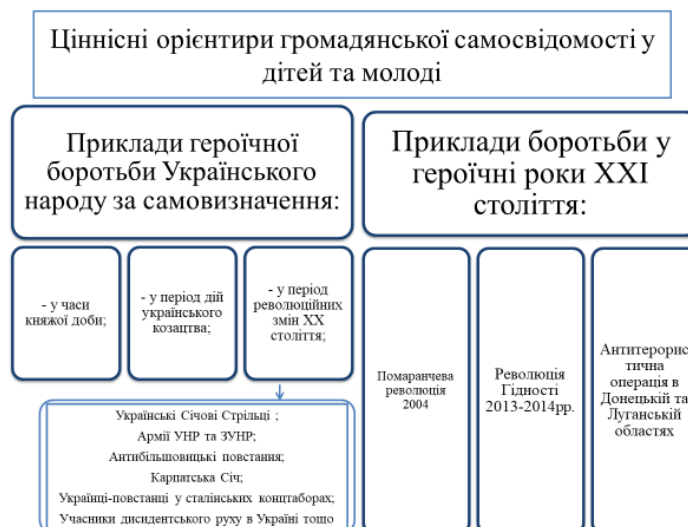 Ціннісні орієнтири громадянської самосвідомості у
дітей та молоді
Приклади героїчної
боротьби Українського
народу за самовизначення:
Приклади боротьби у
героїчні роки ХХІ
століття:
- у часи
княжої доби;
- у період дій
українського
козацтва;
- у період
революційних
змін ХХ
століття;
Українські Січові Стрільці ;
Армії УНР та ЗУНР;
Антибільшовицькі повстання;
Карпатська Січ;
Українці-повстанці у сталінських концтаборах;
Учасники дисидентського руху в Україні тощо
Помаранчева
революція
2004
Революція
Гідності
2013-2014рр.
Антитерорис
тична
операція в
Донецькій та
Луганській
областях